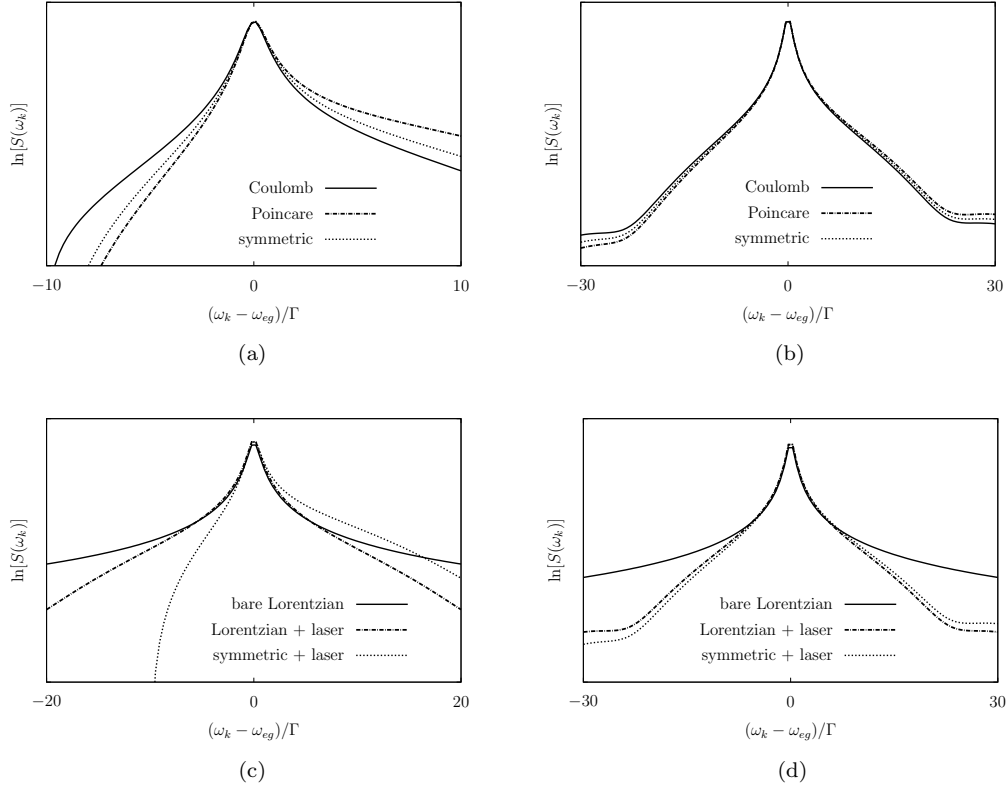 ln[S(ω_k)]
Coulomb
Poincare
symmetric
−10 0 10
(ω_k − ω_eg)/Γ
(a)
ln[S(ω_k)]
Coulomb
Poincare
symmetric
−30 0 30
(ω_k − ω_eg)/Γ
(b)
ln[S(ω_k)]
bare Lorentzian
Lorentzian + laser
symmetric + laser
−20 0 20
(ω_k − ω_eg)/Γ
(c)
ln[S(ω_k)]
bare Lorentzian
Lorentzian + laser
symmetric + laser
−30 0 30
(ω_k − ω_eg)/Γ
(d)